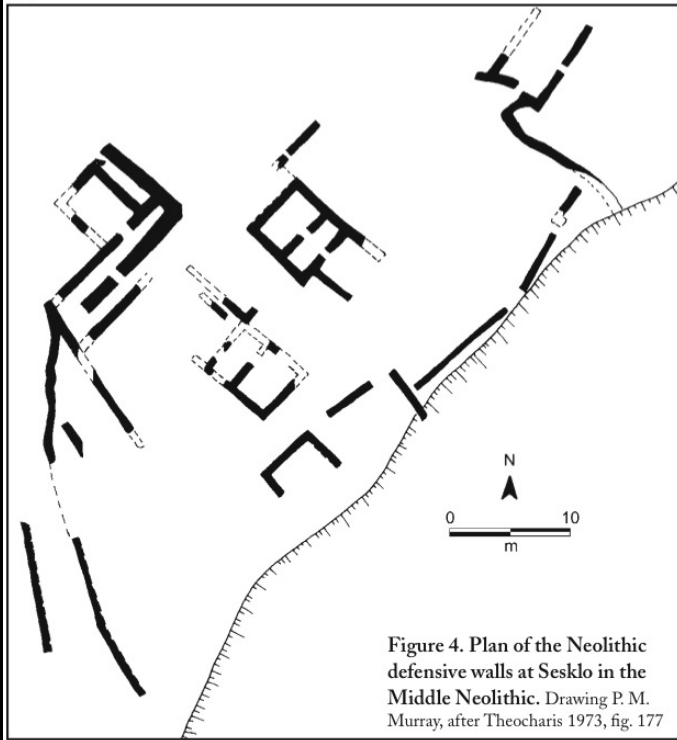 N
0 10
m
Figure 4. Plan of the Neolithic
defensive walls at Sesklo in the
Middle Neolithic. Drawing P. M.
Murray, after Theocharis 1973, fig. 177